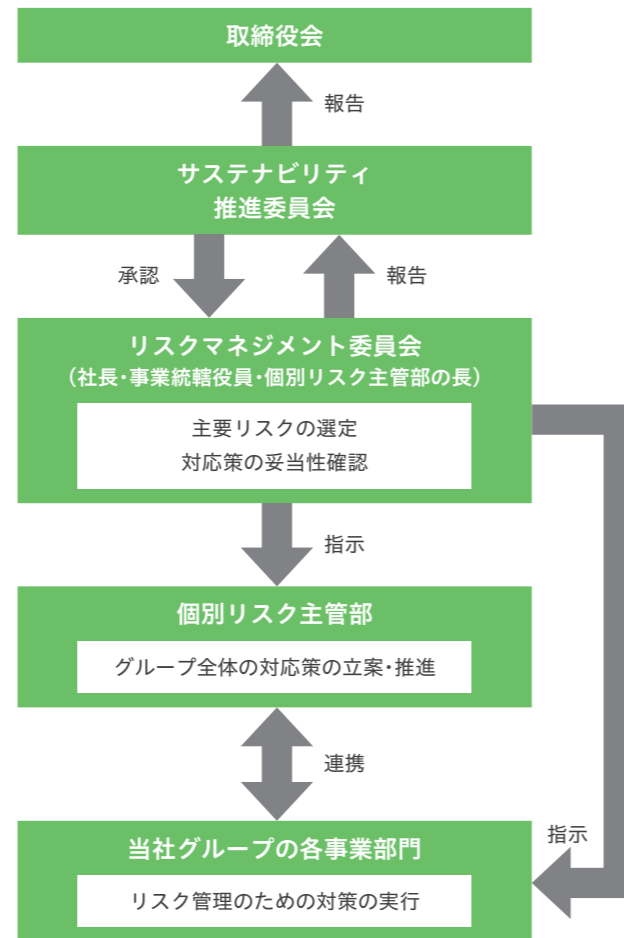 取締役会
報告
サステナビリティ
推進委員会
承認
報告
リスクマネジメント委員会
（社長・事業統轄役員・個別リスク主管部の長）
主要リスクの選定
対応策の妥当性確認
指示
個別リスク主管部
グループ全体の対応策の立案・推進
連携
指示
当社グループの各事業部門
リスク管理のための対策の実行